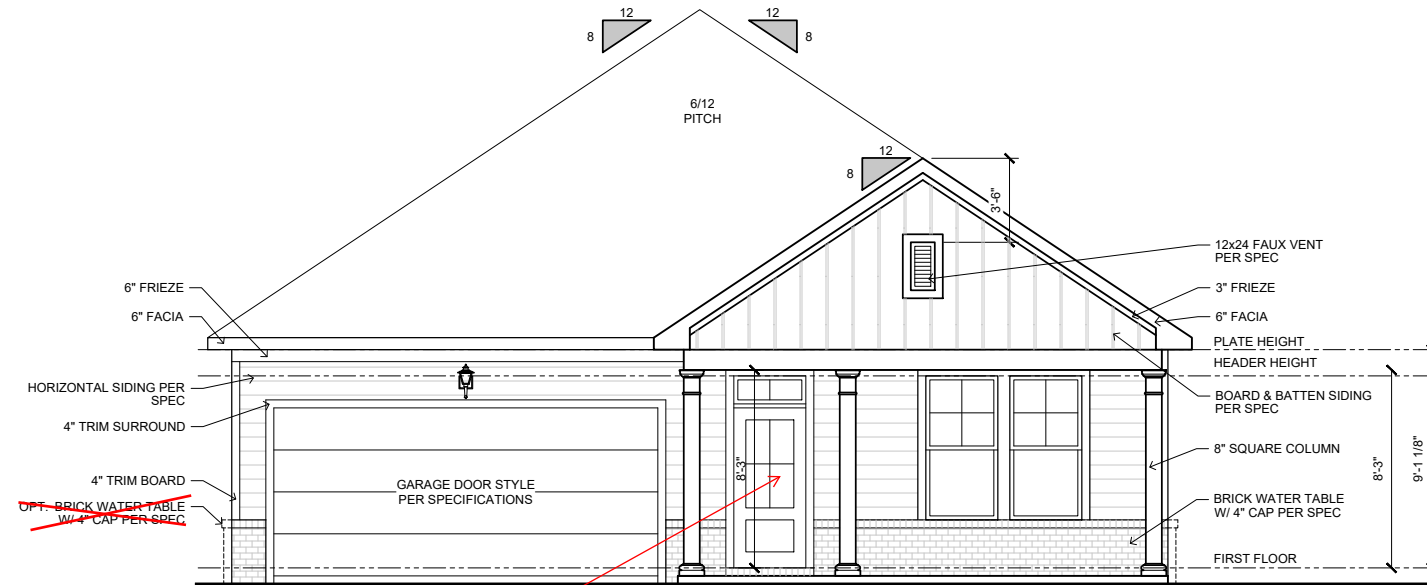 12
8
12
8
6/12
PITCH
12
8
3'-6"
12x24 FAUX VENT
PER SPEC
6" FRIEZE
3" FRIEZE
6" FACIA
6" FACIA
PLATE HEIGHT
HEADER HEIGHT
HORIZONTAL SIDING PER
SPEC
BOARD & BATTEN SIDING
PER SPEC
4" TRIM SURROUND
8" SQUARE COLUMN
8'-3"
8'-3"
9'-1 1/8"
4" TRIM BOARD
GARAGE DOOR STYLE
PER SPECIFICATIONS
OPT. BRICK WATER TABLE
W/ 4" CAP PER SPEC
BRICK WATER TABLE
W/ 4" CAP PER SPEC
FIRST FLOOR